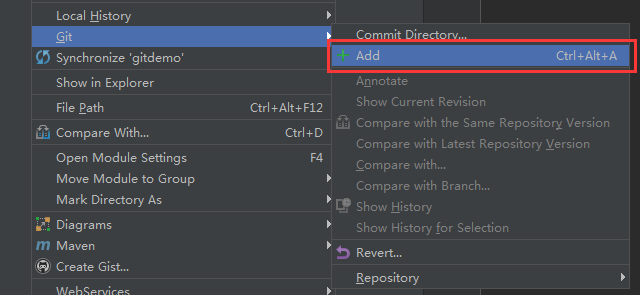 Local History
Git
Synchronize 'gitdemo'
Show in Explorer
File Path Ctrl+Alt+F12
Compare With... Ctrl+D
Open Module Settings F4
Move Module to Group
Mark Directory As
Diagrams
Maven
Create Gist...
WebServices
Commit Directory...
Add Ctrl+Alt+A
Annotate
Show Current Revision
Compare with the Same Repository Version
Compare with Latest Repository Version
Compare with...
Compare with Branch...
Show History
Show History for Selection
Revert...
Repository